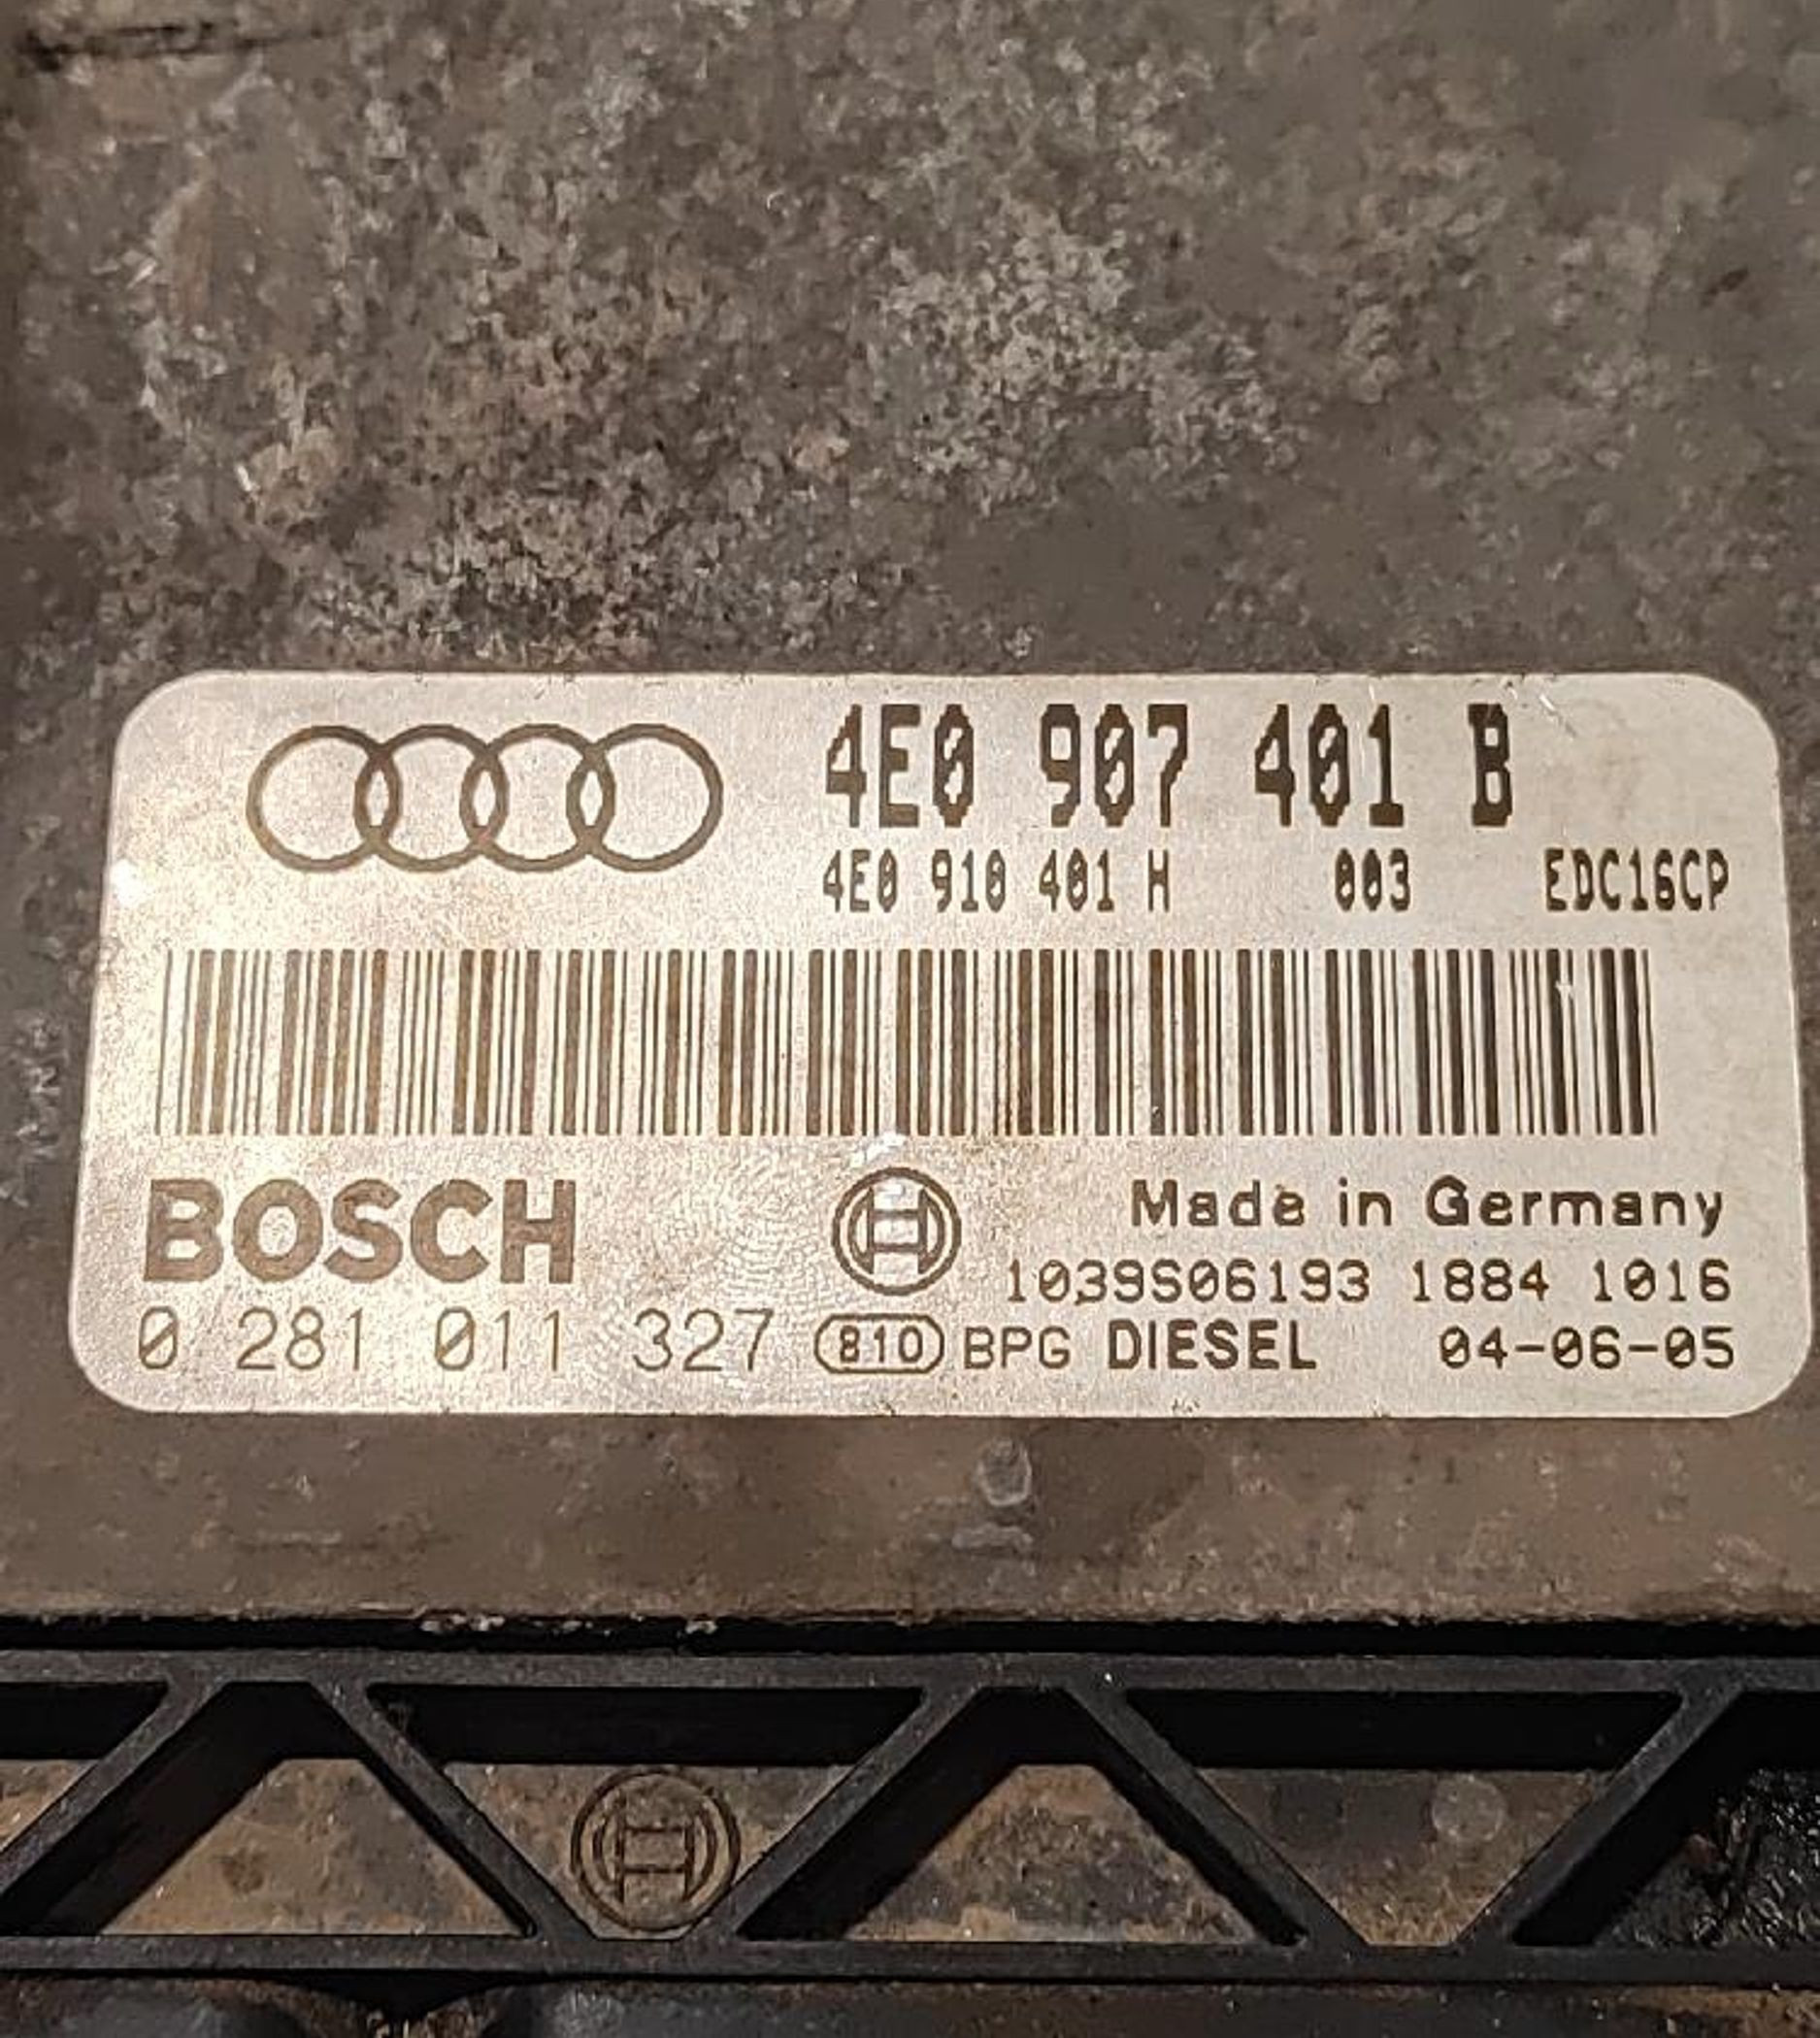 4E0 907 401 B
4E0 910 401 H 003 EDC16CP
BOSCH
Made in Germany
1039S06193 1884 1016
0 281 011 327 810 BPG DIESEL 04-06-05